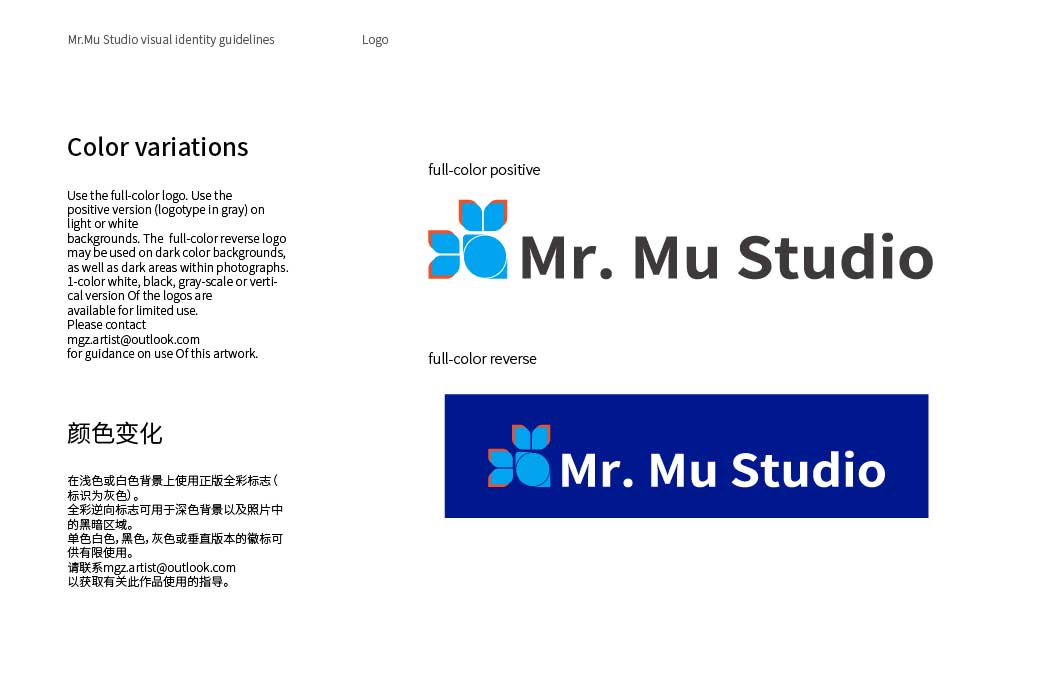 Mr.Mu Studio visual identity guidelines
Logo
Color variations
Use the full-color logo. Use the
positive version (logotype in gray) on
light or white
backgrounds. The  full-color reverse logo
may be used on dark color backgrounds,
as well as dark areas within photographs.
1-color white, black, gray-scale or verti-
cal version Of the logos are
available for limited use.
Please contact
mgz.artist@outlook.com
for guidance on use Of this artwork.
颜色变化
在浅色或白色背景上使用正版全彩标志（
标识为灰色）。
全彩逆向标志可用于深色背景以及照片中
的黑暗区域。
单色白色，黑色，灰色或垂直版本的徽标可
供有限使用。
请联系mgz.artist@outlook.com
以获取有关此作品使用的指导。
full-color positive
Mr. Mu Studio
full-color reverse
Mr. Mu Studio